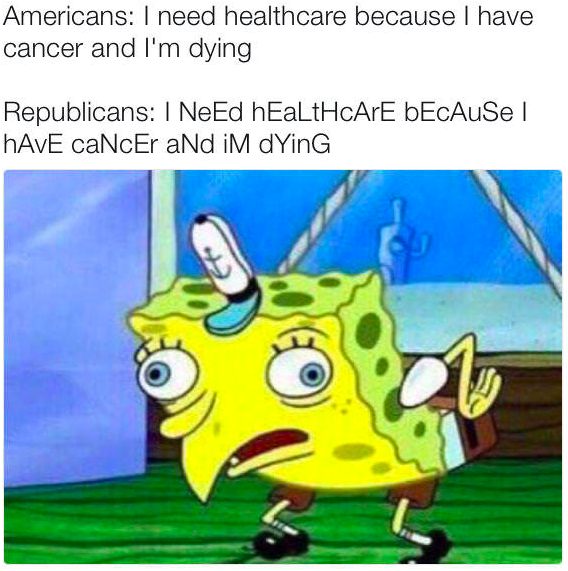 Americans: I need healthcare because I have
cancer and I'm dying
Republicans: I NeEd hEaLtHcArE bEcAuSe I
hAvE caNcEr aNd iM dYinG